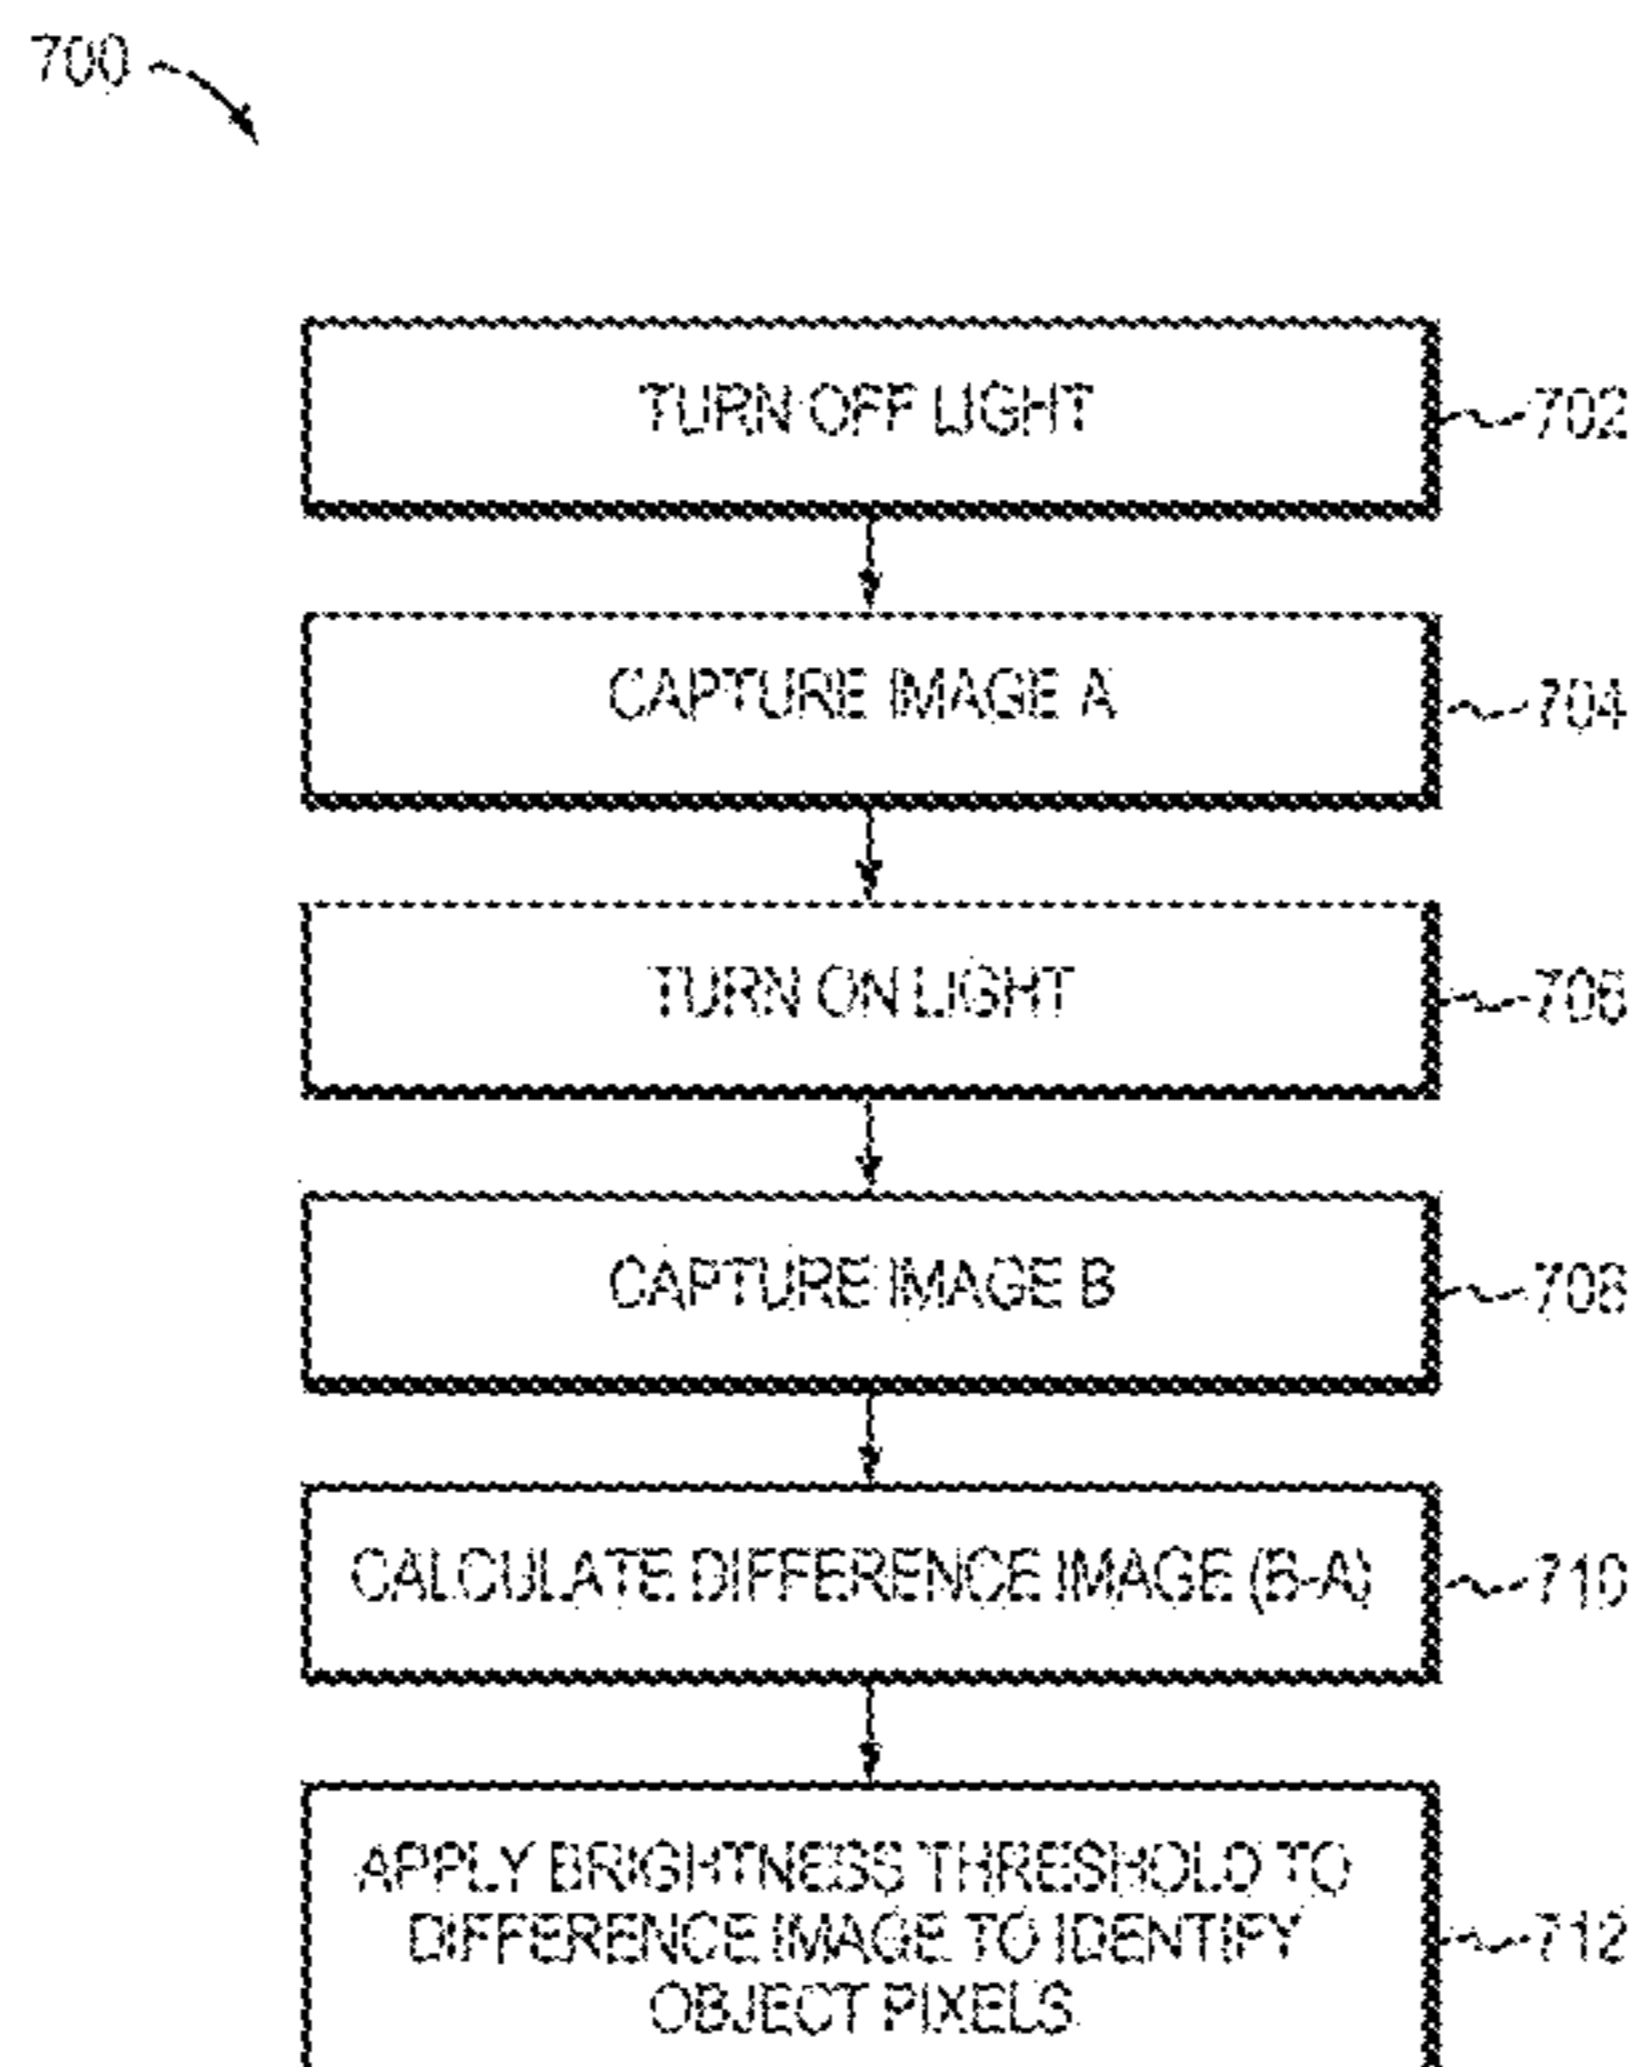 700
TURN OFF LIGHT
702
CAPTURE IMAGE A
704
TURN ON LIGHT
706
CAPTURE IMAGE B
708
CALCULATE DIFFERENCE IMAGE (B-A)
710
APPLY BRIGHTNESS THRESHOLD TO
DIFFERENCE IMAGE TO IDENTIFY
OBJECT PIXELS
712